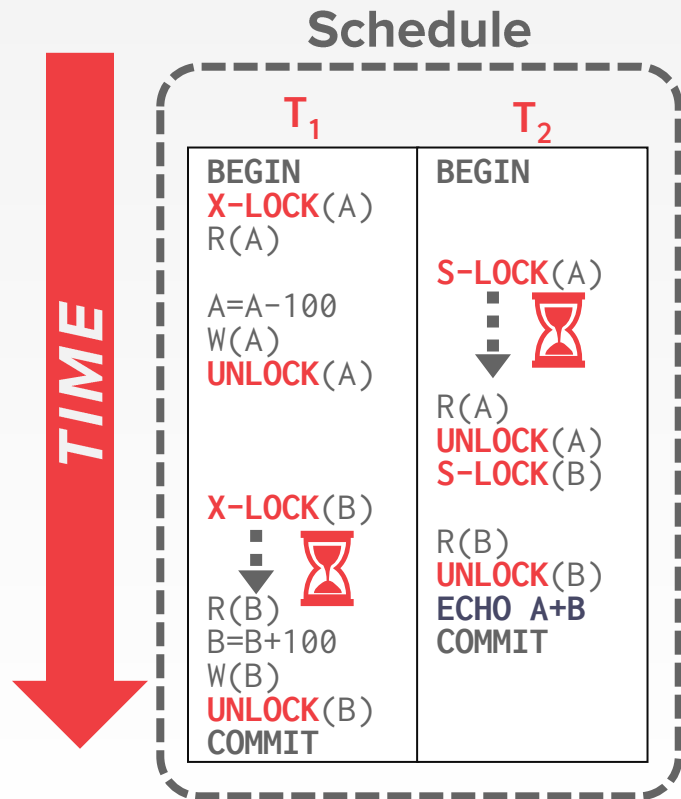 Schedule
TIME
T1
T2
BEGIN
X-LOCK(A)
R(A)
A=A-100
W(A)
UNLOCK(A)
X-LOCK(B)
R(B)
B=B+100
W(B)
UNLOCK(B)
COMMIT
BEGIN
S-LOCK(A)
R(A)
UNLOCK(A)
S-LOCK(B)
R(B)
UNLOCK(B)
ECHO A+B
COMMIT